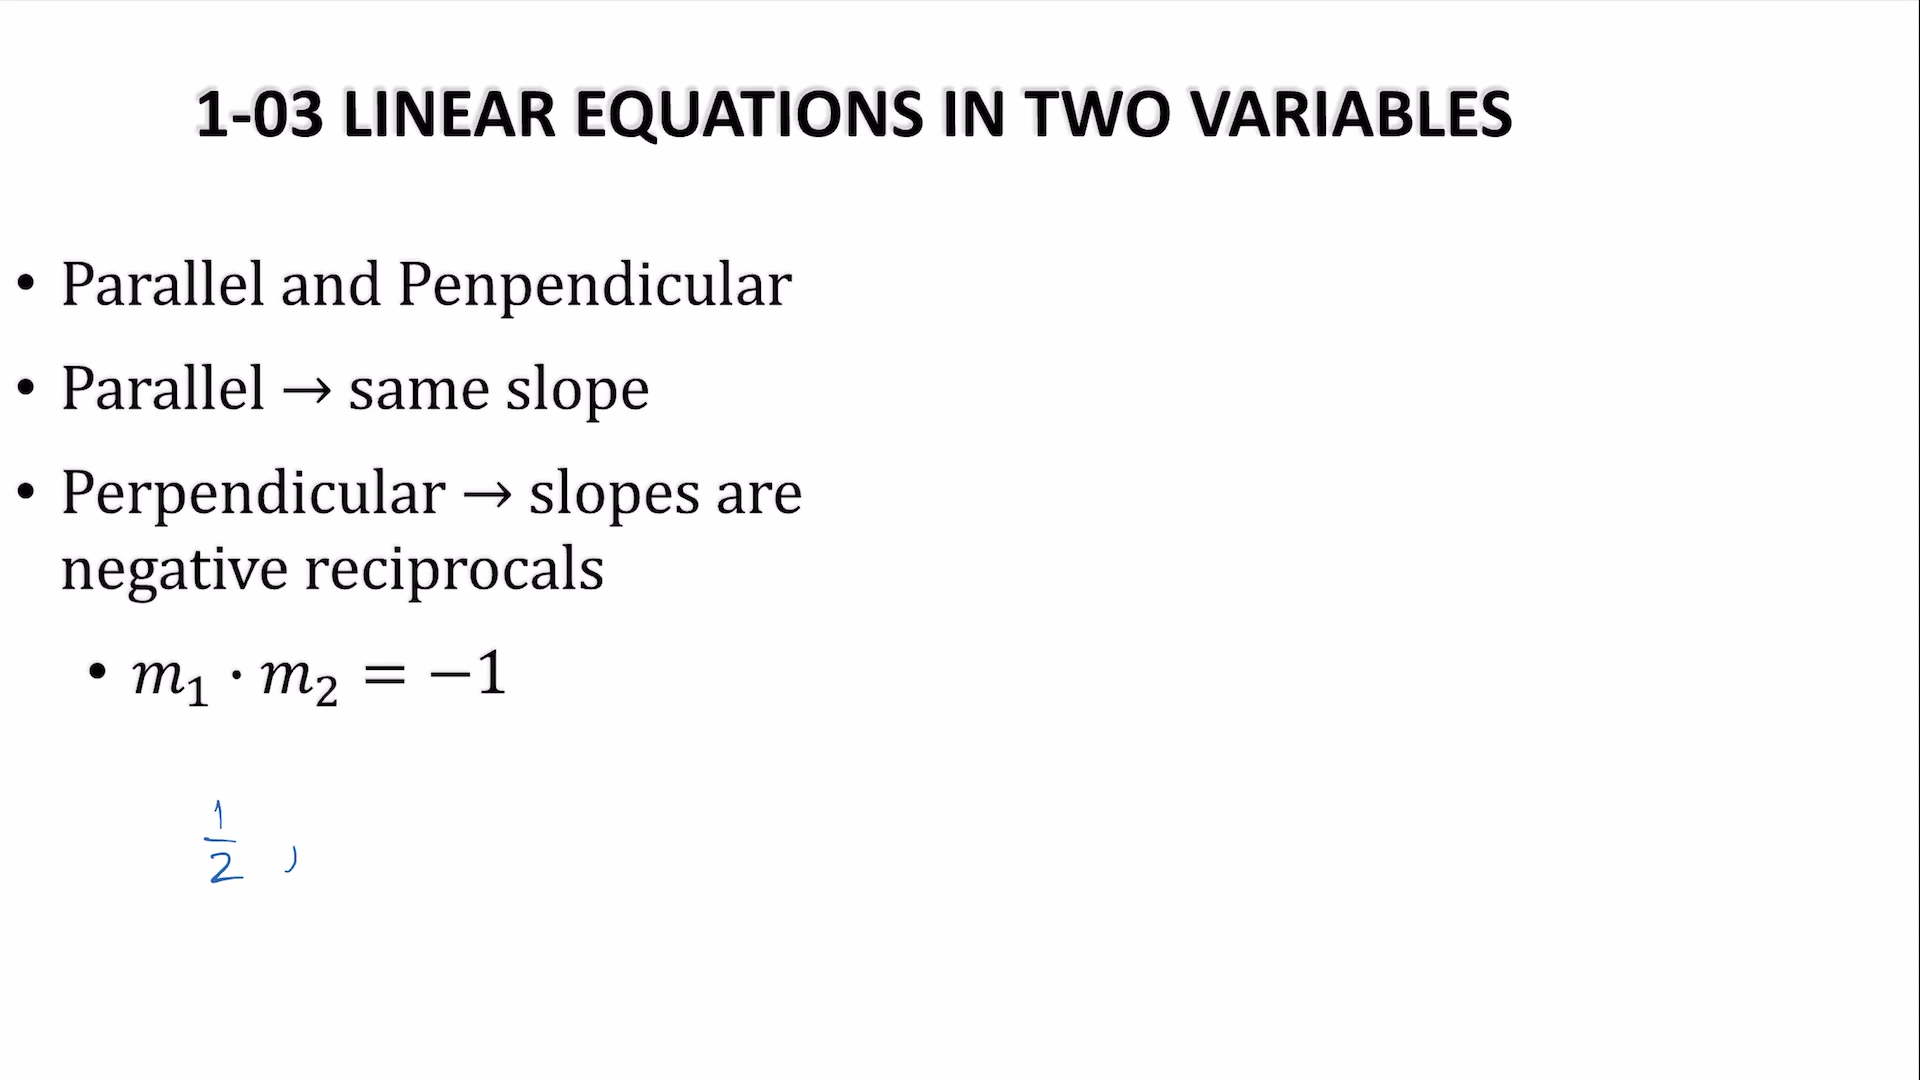 1-03 LINEAR EQUATIONS IN TWO VARIABLES
• Parallel and Penpendicular
• Parallel → same slope
• Perpendicular → slopes are
negative reciprocals
• m₁ · m₂ = −1
1/2 ,